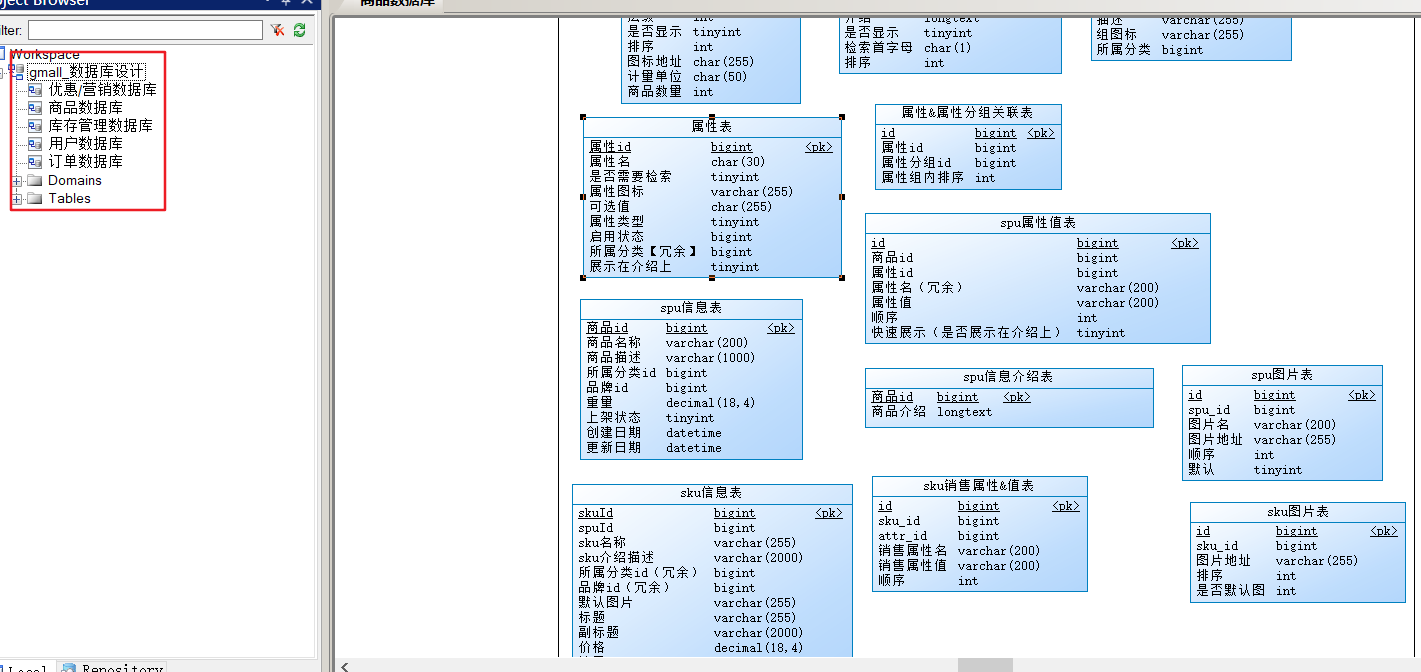 ject Browser
商品数据库
lter:
Workspace
gmall_数据库设计
优惠/营销数据库
商品数据库
库存管理数据库
用户数据库
订单数据库
Domains
Tables
Local
Repository
层级 int
是否显示 tinyint
排序 int
图标地址 char(255)
计量单位 char(50)
商品数量 int
介绍 longtext
是否显示 tinyint
检索首字母 char(1)
排序 int
描述 varchar(255)
组图标 varchar(255)
所属分类 bigint
属性表
属性id bigint <pk>
属性名 char(30)
是否需要检索 tinyint
属性图标 varchar(255)
可选值 char(255)
属性类型 tinyint
启用状态 bigint
所属分类【冗余】 bigint
展示在介绍上 tinyint
属性&属性分组关联表
id bigint <pk>
属性id bigint
属性分组id bigint
属性组内排序 int
spu属性值表
id bigint <pk>
商品id bigint
属性id bigint
属性名（冗余） varchar(200)
属性值 varchar(200)
顺序 int
快速展示（是否展示在介绍上） tinyint
spu信息表
商品id bigint <pk>
商品名称 varchar(200)
商品描述 varchar(1000)
所属分类id bigint
品牌id bigint
重量 decimal(18,4)
上架状态 tinyint
创建日期 datetime
更新日期 datetime
spu信息介绍表
商品id bigint <pk>
商品介绍 longtext
spu图片表
id bigint <pk>
spu_id bigint
图片名 varchar(200)
图片地址 varchar(255)
顺序 int
默认 tinyint
sku信息表
skuId bigint <pk>
spuId bigint
sku名称 varchar(255)
sku介绍描述 varchar(2000)
所属分类id（冗余） bigint
品牌id（冗余） bigint
默认图片 varchar(255)
标题 varchar(255)
副标题 varchar(2000)
价格 decimal(18,4)
sku销售属性&值表
id bigint <pk>
sku_id bigint
attr_id bigint
销售属性名 varchar(200)
销售属性值 varchar(200)
顺序 int
sku图片表
id bigint <pk>
sku_id bigint
图片地址 varchar(255)
排序 int
是否默认图 int